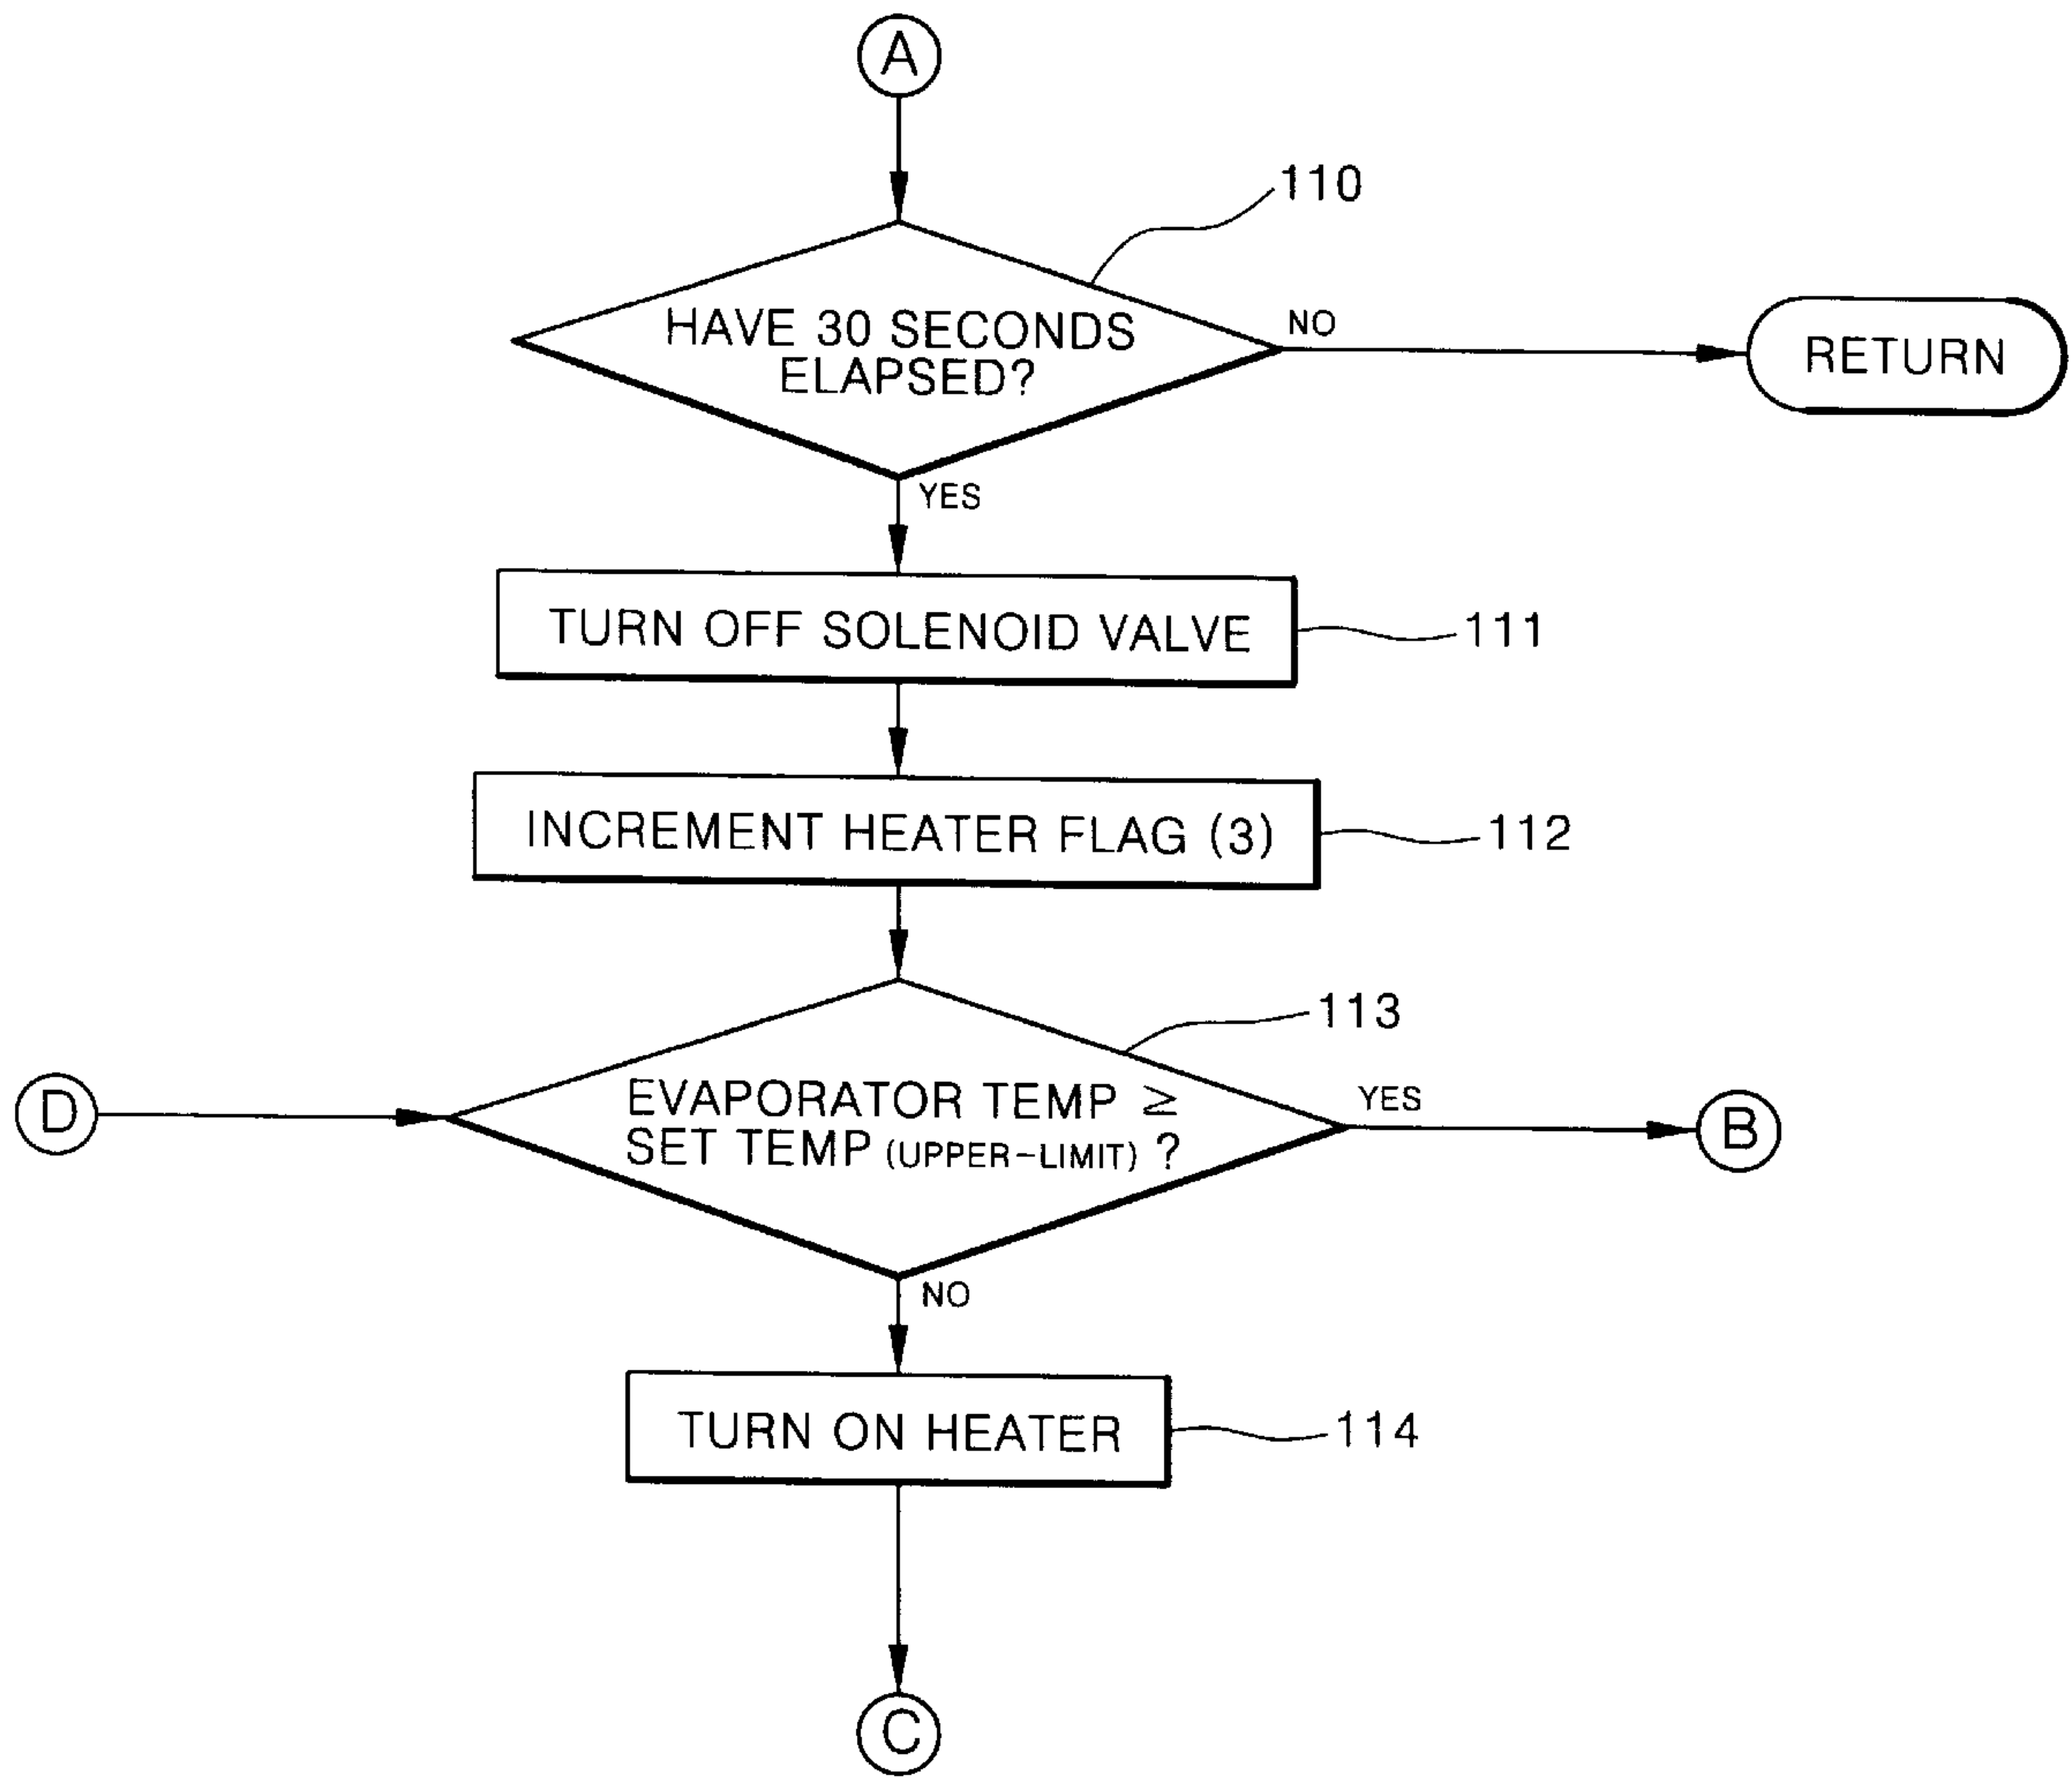 A
110
HAVE 30 SECONDS
ELAPSED?
NO
RETURN
YES
TURN OFF SOLENOID VALVE
111
INCREMENT HEATER FLAG (3)
112
113
D
EVAPORATOR TEMP ≥
SET TEMP (UPPER-LIMIT) ?
YES
B
NO
TURN ON HEATER
114
C